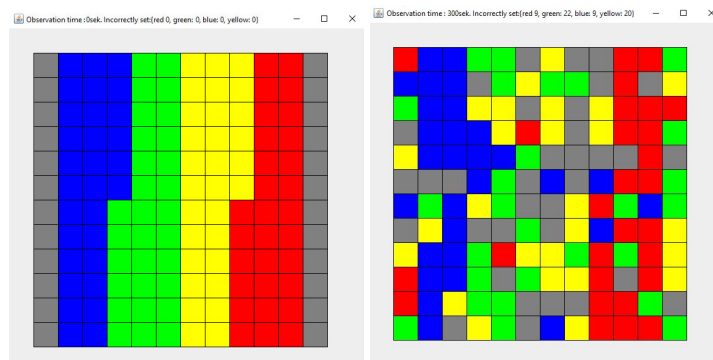 Observation time :0sek. Incorrectly set:{red 0, green: 0, blue: 0, yellow: 0}
Observation time : 300sek. Incorrectly set:{red 9, green: 22, blue: 9, yellow: 20}